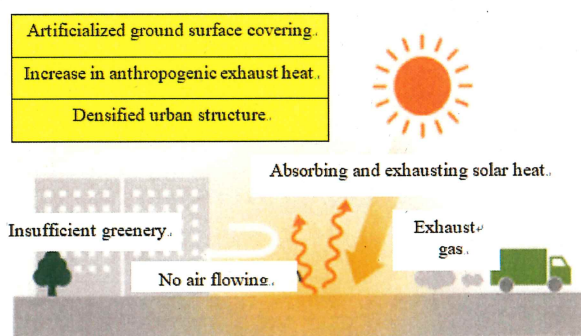 Artificialized ground surface covering.
Increase in anthropogenic exhaust heat.
Densified urban structure.
Absorbing and exhausting solar heat.
Insufficient greenery.
Exhaust
gas.
No air flowing.